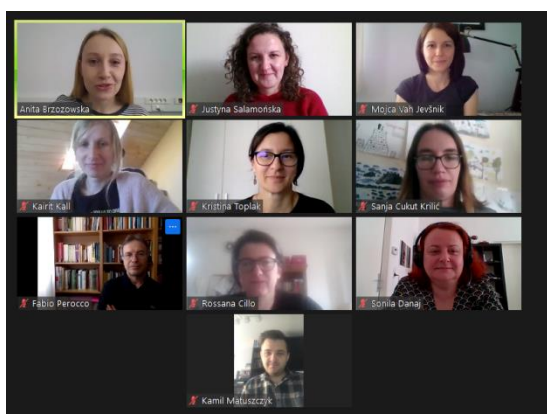 Anita Brzozowska
Justyna Salamońska
Mojca Vah Jevšnik
Kairit Kall
Kristina Toplak
Sanja Cukut Krilić
Fabio Perocco
Rossana Cillo
Sonila Danaj
Kamil Matuszczyk